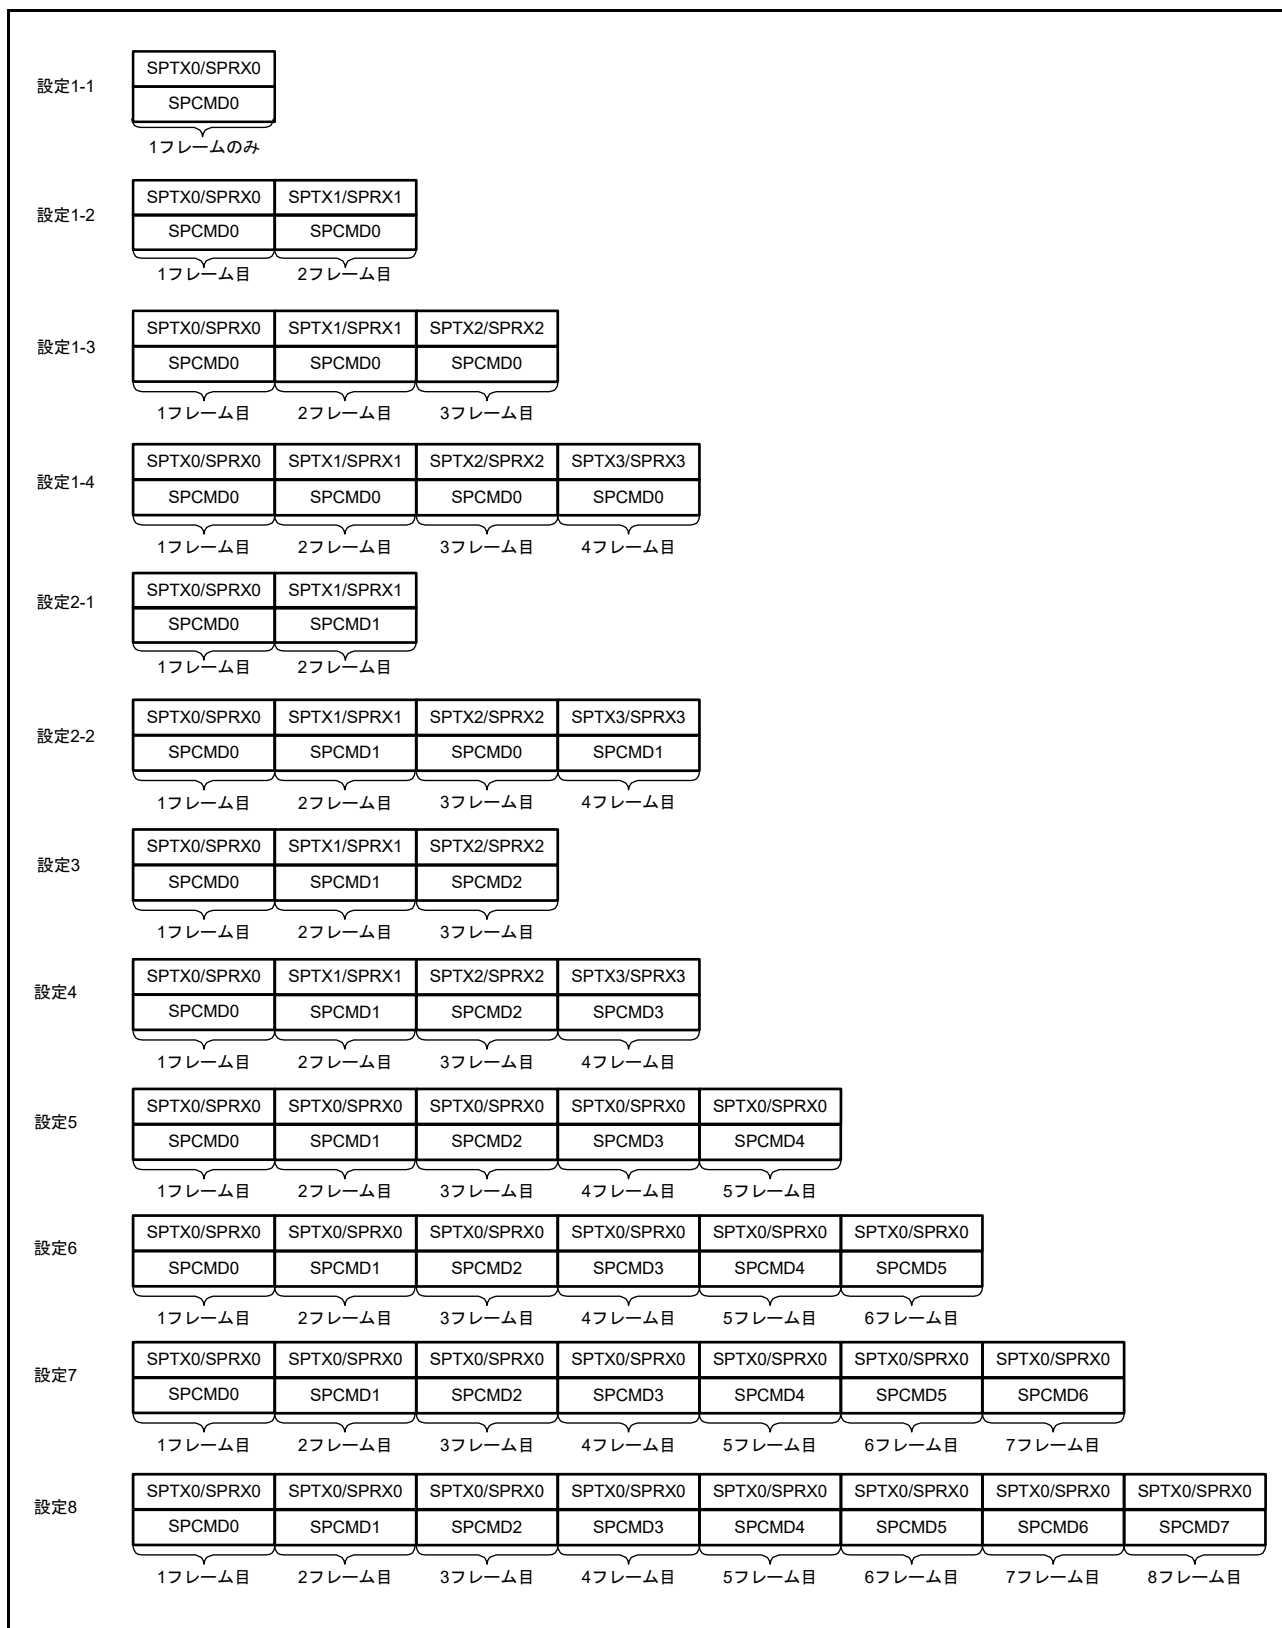 設定1-1
SPTX0/SPRX0
SPCMD0
1フレームのみ
設定1-2
SPTX0/SPRX0 SPTX1/SPRX1
SPCMD0 SPCMD0
1フレーム目 2フレーム目
設定1-3
SPTX0/SPRX0 SPTX1/SPRX1 SPTX2/SPRX2
SPCMD0 SPCMD0 SPCMD0
1フレーム目 2フレーム目 3フレーム目
設定1-4
SPTX0/SPRX0 SPTX1/SPRX1 SPTX2/SPRX2 SPTX3/SPRX3
SPCMD0 SPCMD0 SPCMD0 SPCMD0
1フレーム目 2フレーム目 3フレーム目 4フレーム目
設定2-1
SPTX0/SPRX0 SPTX1/SPRX1
SPCMD0 SPCMD1
1フレーム目 2フレーム目
設定2-2
SPTX0/SPRX0 SPTX1/SPRX1 SPTX2/SPRX2 SPTX3/SPRX3
SPCMD0 SPCMD1 SPCMD0 SPCMD1
1フレーム目 2フレーム目 3フレーム目 4フレーム目
設定3
SPTX0/SPRX0 SPTX1/SPRX1 SPTX2/SPRX2
SPCMD0 SPCMD1 SPCMD2
1フレーム目 2フレーム目 3フレーム目
設定4
SPTX0/SPRX0 SPTX1/SPRX1 SPTX2/SPRX2 SPTX3/SPRX3
SPCMD0 SPCMD1 SPCMD2 SPCMD3
1フレーム目 2フレーム目 3フレーム目 4フレーム目
設定5
SPTX0/SPRX0 SPTX0/SPRX0 SPTX0/SPRX0 SPTX0/SPRX0 SPTX0/SPRX0
SPCMD0 SPCMD1 SPCMD2 SPCMD3 SPCMD4
1フレーム目 2フレーム目 3フレーム目 4フレーム目 5フレーム目
設定6
SPTX0/SPRX0 SPTX0/SPRX0 SPTX0/SPRX0 SPTX0/SPRX0 SPTX0/SPRX0 SPTX0/SPRX0
SPCMD0 SPCMD1 SPCMD2 SPCMD3 SPCMD4 SPCMD5
1フレーム目 2フレーム目 3フレーム目 4フレーム目 5フレーム目 6フレーム目
設定7
SPTX0/SPRX0 SPTX0/SPRX0 SPTX0/SPRX0 SPTX0/SPRX0 SPTX0/SPRX0 SPTX0/SPRX0 SPTX0/SPRX0
SPCMD0 SPCMD1 SPCMD2 SPCMD3 SPCMD4 SPCMD5 SPCMD6
1フレーム目 2フレーム目 3フレーム目 4フレーム目 5フレーム目 6フレーム目 7フレーム目
設定8
SPTX0/SPRX0 SPTX0/SPRX0 SPTX0/SPRX0 SPTX0/SPRX0 SPTX0/SPRX0 SPTX0/SPRX0 SPTX0/SPRX0 SPTX0/SPRX0
SPCMD0 SPCMD1 SPCMD2 SPCMD3 SPCMD4 SPCMD5 SPCMD6 SPCMD7
1フレーム目 2フレーム目 3フレーム目 4フレーム目 5フレーム目 6フレーム目 7フレーム目 8フレーム目